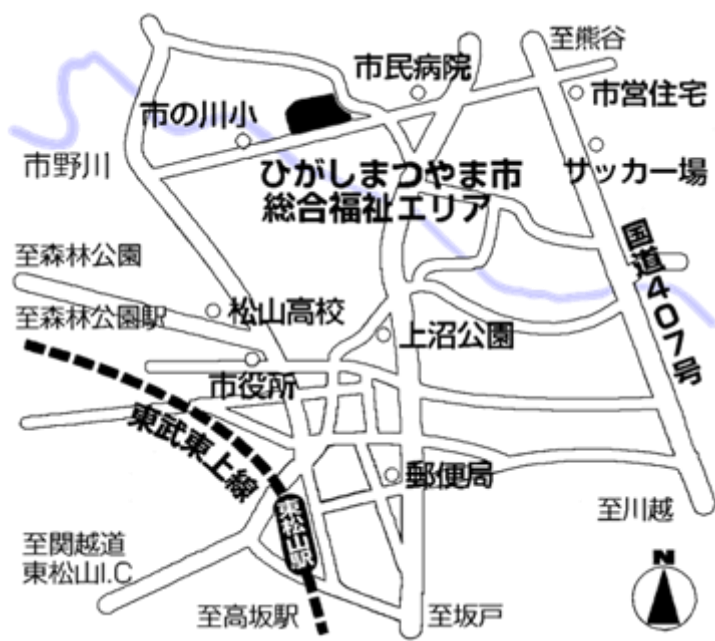 至熊谷
市民病院
市営住宅
市の川小
市野川
サッカー場
ひがしまつやま市
総合福祉エリア
国道407号
至森林公園
至森林公園駅
松山高校
上沼公園
市役所
東武東上線
郵便局
至川越
東松山駅
至関越道
東松山I.C
至高坂駅
至坂戸
N